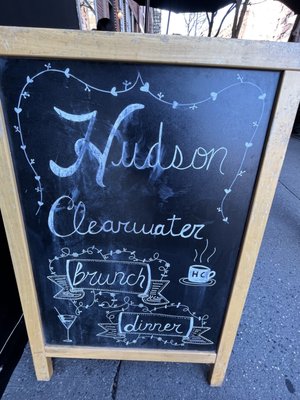 Hudson
Clearwater
brunch
HC
dinner